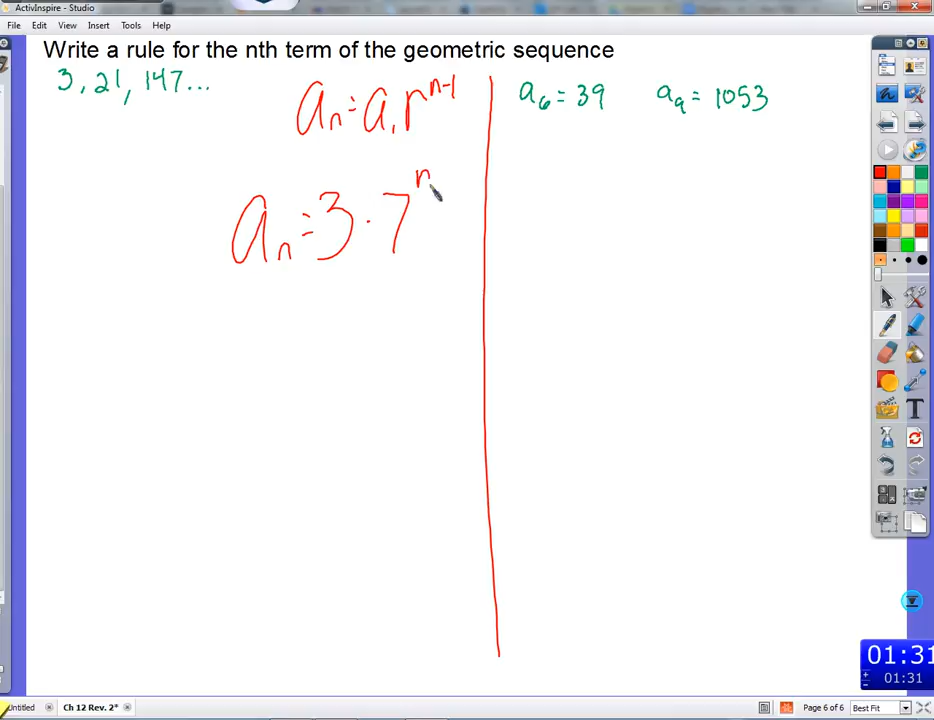 ActivInspire - Studio
File Edit View Insert Tools Help
Write a rule for the nth term of the geometric sequence
3, 21, 147...
aₙ = a₁rⁿ⁻¹
a₆ = 39 a₉ = 1053
aₙ = 3 · 7ⁿ
01:31
01:31
Untitled Ch 12 Rev. 2* Page 6 of 6 Best Fit